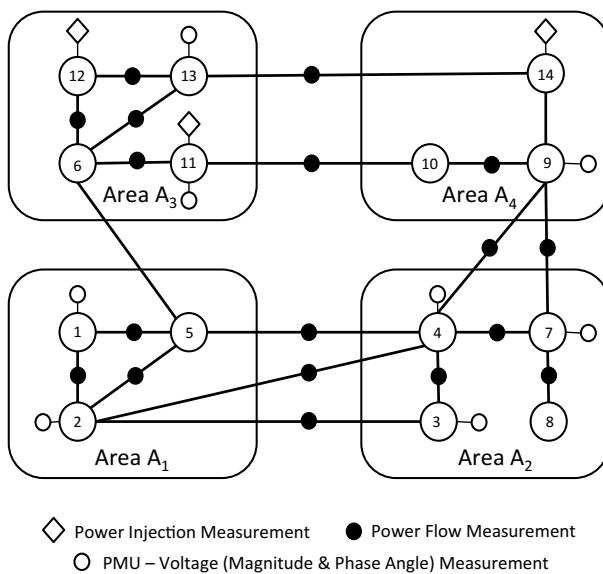 12
13
14
6
11
10
9
Area A3
Area A4
1
5
4
7
2
3
8
Area A1
Area A2
Power Injection Measurement
Power Flow Measurement
PMU – Voltage (Magnitude & Phase Angle) Measurement